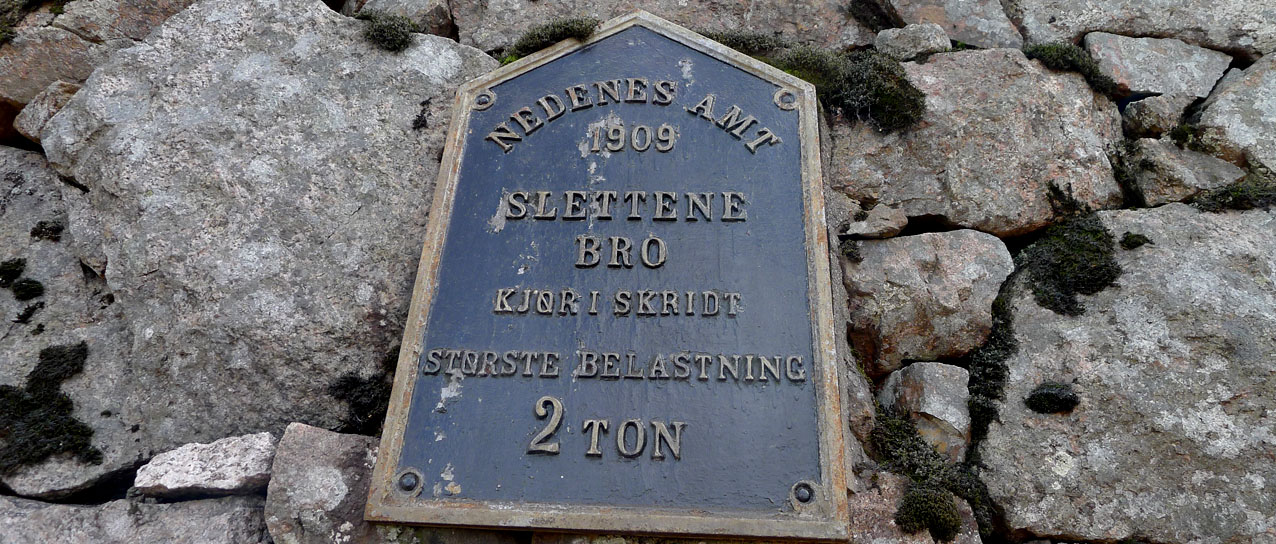 NEDENES AMT
1909
SLETTENE
BRO
KJØR I SKRIDT
STØRSTE BELASTNING
2 TON